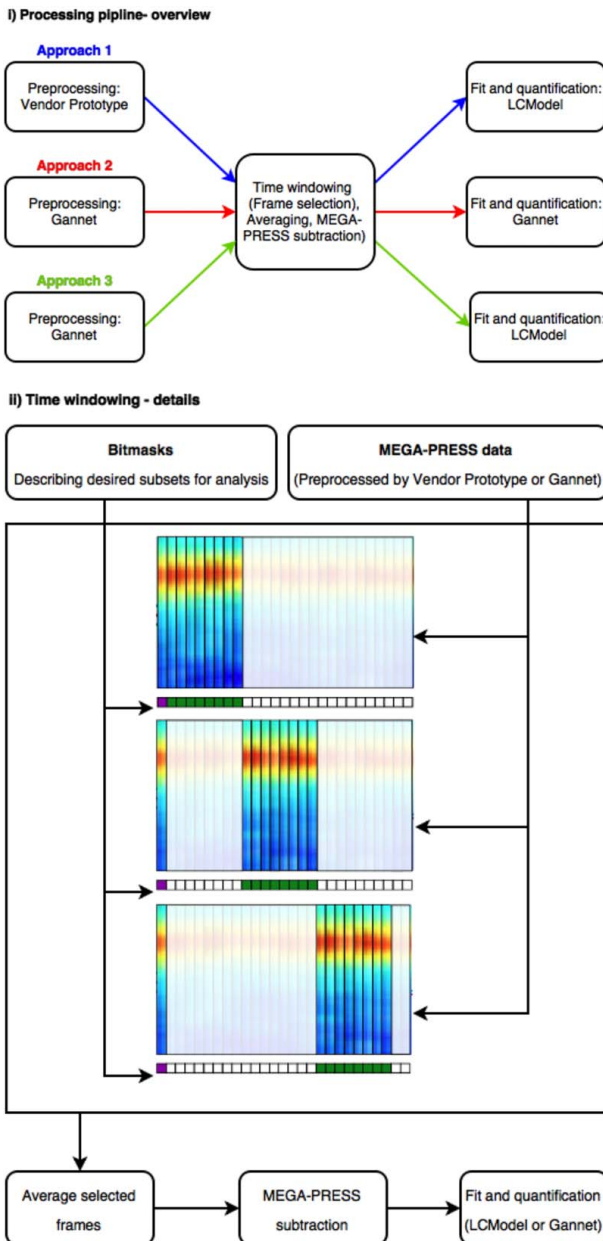 i) Processing pipline- overview
Approach 1
Preprocessing:
Vendor Prototype
Fit and quantification:
LCModel
Approach 2
Preprocessing:
Gannet
Time windowing
(Frame selection),
Averaging, MEGA-
PRESS subtraction)
Fit and quantification:
Gannet
Approach 3
Preprocessing:
Gannet
Fit and quantification:
LCModel
ii) Time windowing - details
Bitmasks
Describing desired subsets for analysis
MEGA-PRESS data
(Preprocessed by Vendor Prototype or Gannet)
Average selected
frames
MEGA-PRESS
subtraction
Fit and quantification
(LCModel or Gannet)